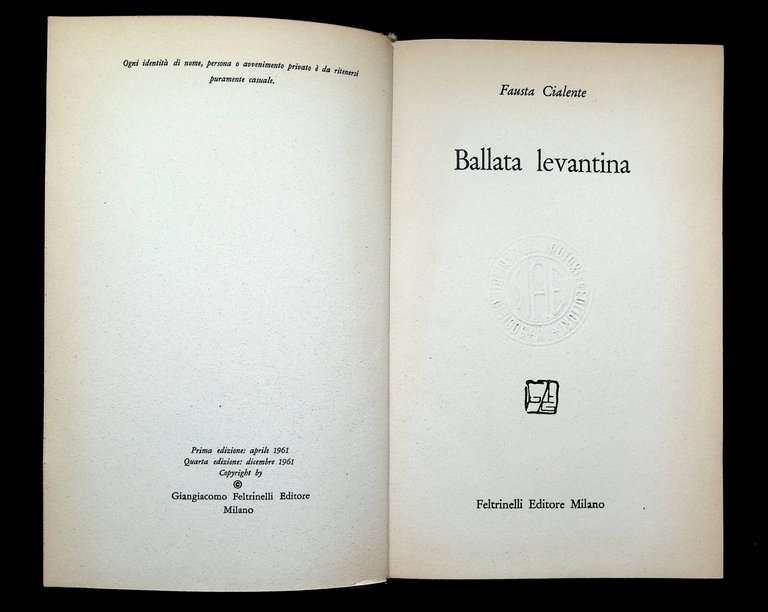 Ogni identità di nome, persona o avvenimento privato è da ritenersi
puramente casuale.
Prima edizione: aprile 1961
Quarta edizione: dicembre 1961
Copyright by
©
Giangiacomo Feltrinelli Editore
Milano
Fausta Cialente
Ballata levantina
Feltrinelli Editore Milano